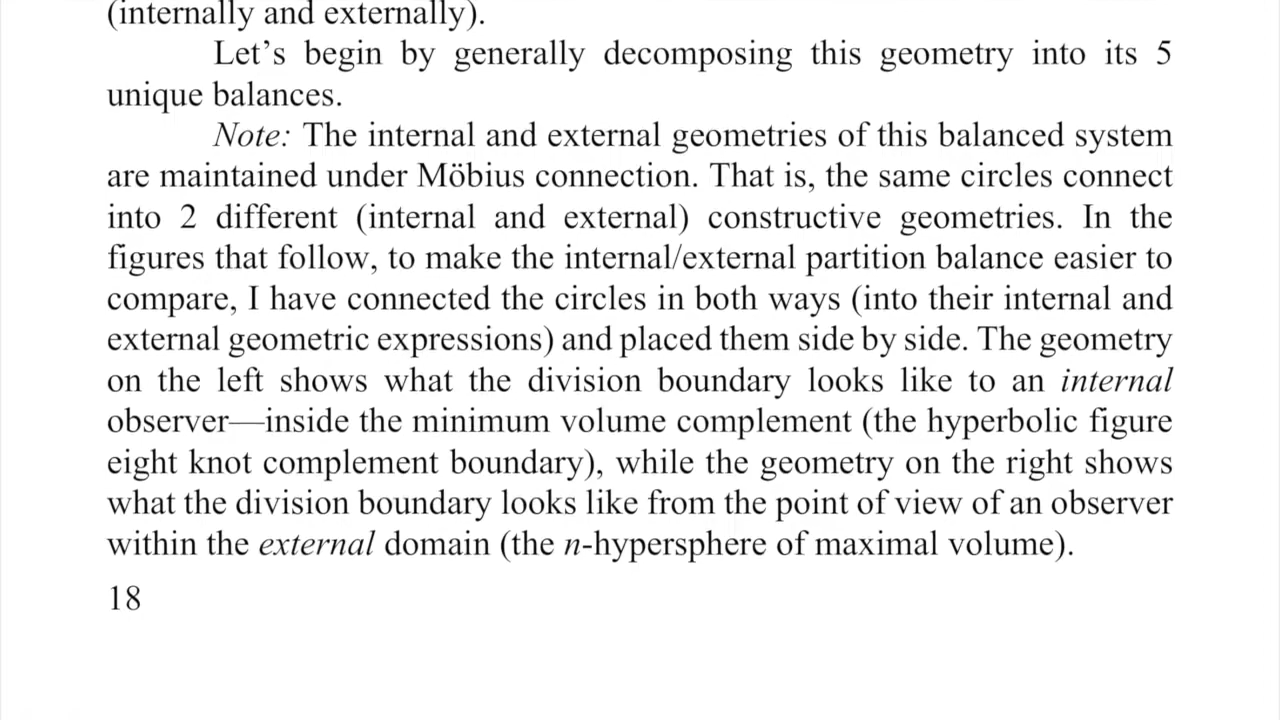 (internally and externally).
Let's begin by generally decomposing this geometry into its 5
unique balances.
Note: The internal and external geometries of this balanced system
are maintained under Möbius connection. That is, the same circles connect
into 2 different (internal and external) constructive geometries. In the
figures that follow, to make the internal/external partition balance easier to
compare, I have connected the circles in both ways (into their internal and
external geometric expressions) and placed them side by side. The geometry
on the left shows what the division boundary looks like to an internal
observer—inside the minimum volume complement (the hyperbolic figure
eight knot complement boundary), while the geometry on the right shows
what the division boundary looks like from the point of view of an observer
within the external domain (the n-hypersphere of maximal volume).
18